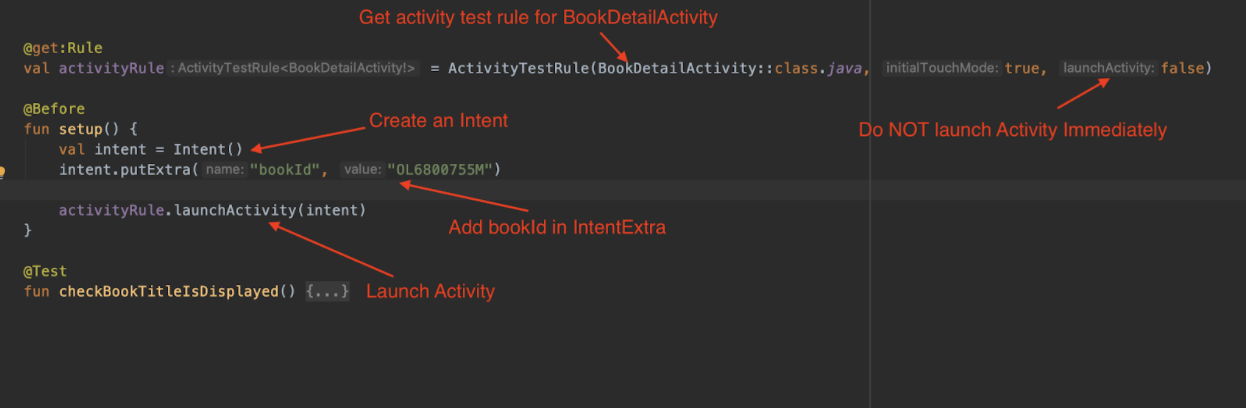 Get activity test rule for BookDetailActivity
@get:Rule
val activityRule : ActivityTestRule<BookDetailActivity!> = ActivityTestRule(BookDetailActivity::class.java, initialTouchMode: true, launchActivity: false)
@Before
Create an Intent
Do NOT launch Activity Immediately
fun setup() {
val intent = Intent()
intent.putExtra( name: "bookId", value: "OL6800755M")
activityRule.launchActivity(intent)
Add bookId in IntentExtra
}
@Test
fun checkBookTitleIsDisplayed() {...}
Launch Activity